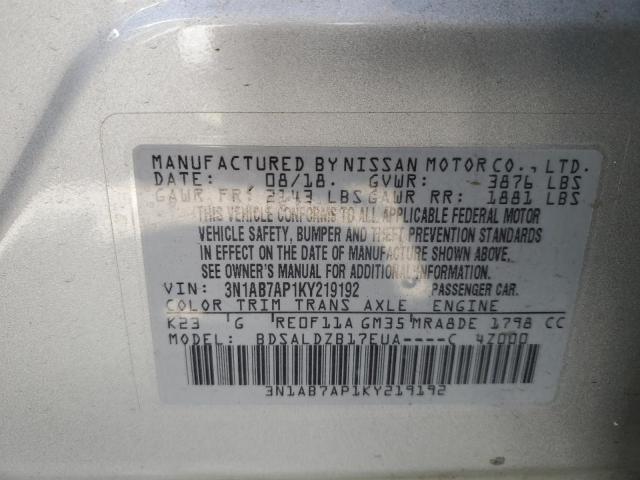 MANUFACTURED BY NISSAN MOTOR CO., LTD.
DATE: 08/18. GVWR: 3876 LBS
GAWR FR: 2143 LBS GAWR RR: 1881 LBS
THIS VEHICLE CONFORMS TO ALL APPLICABLE FEDERAL MOTOR
VEHICLE SAFETY, BUMPER AND THEFT PREVENTION STANDARDS
IN EFFECT ON THE DATE OF MANUFACTURE SHOWN ABOVE.
SEE OWNER'S MANUAL FOR ADDITIONAL INFORMATION.
VIN: 3N1AB7AP1KY219192 PASSENGER CAR.
COLOR TRIM TRANS AXLE ENGINE
K23 G RE0F11A GM35 MRA8DE 1798 CC
MODEL: BDSALDZB17EUA----C 4Z000
3N1AB7AP1KY219192